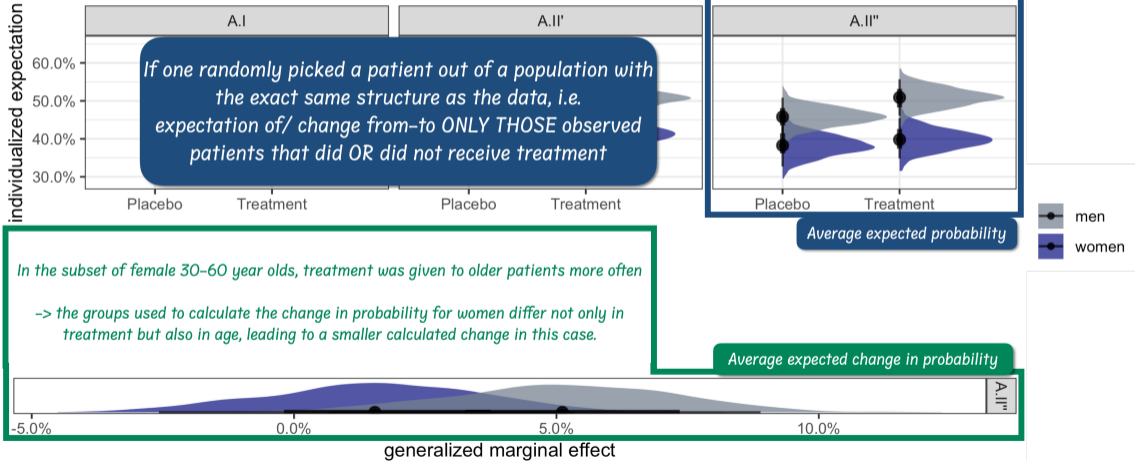 A.I
A.II'
A.II"
individualized expectation
60.0%
50.0%
40.0%
30.0%
If one randomly picked a patient out of a population with
the exact same structure as the data, i.e.
expectation of/ change from–to ONLY THOSE observed
patients that did OR did not receive treatment
Placebo
Treatment
Placebo
Treatment
Placebo
Treatment
Average expected probability
men
women
In the subset of female 30–60 year olds, treatment was given to older patients more often
–> the groups used to calculate the change in probability for women differ not only in
treatment but also in age, leading to a smaller calculated change in this case.
Average expected change in probability
A.II"
-5.0%
0.0%
5.0%
10.0%
generalized marginal effect